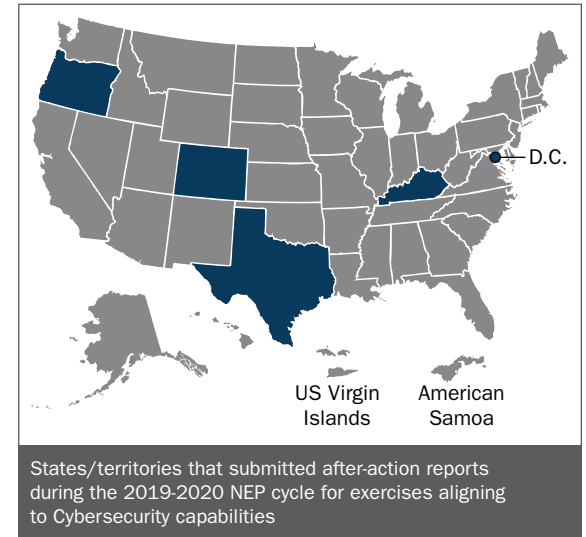 D.C.
US Virgin
Islands
American
Samoa
States/territories that submitted after-action reports
during the 2019-2020 NEP cycle for exercises aligning
to Cybersecurity capabilities